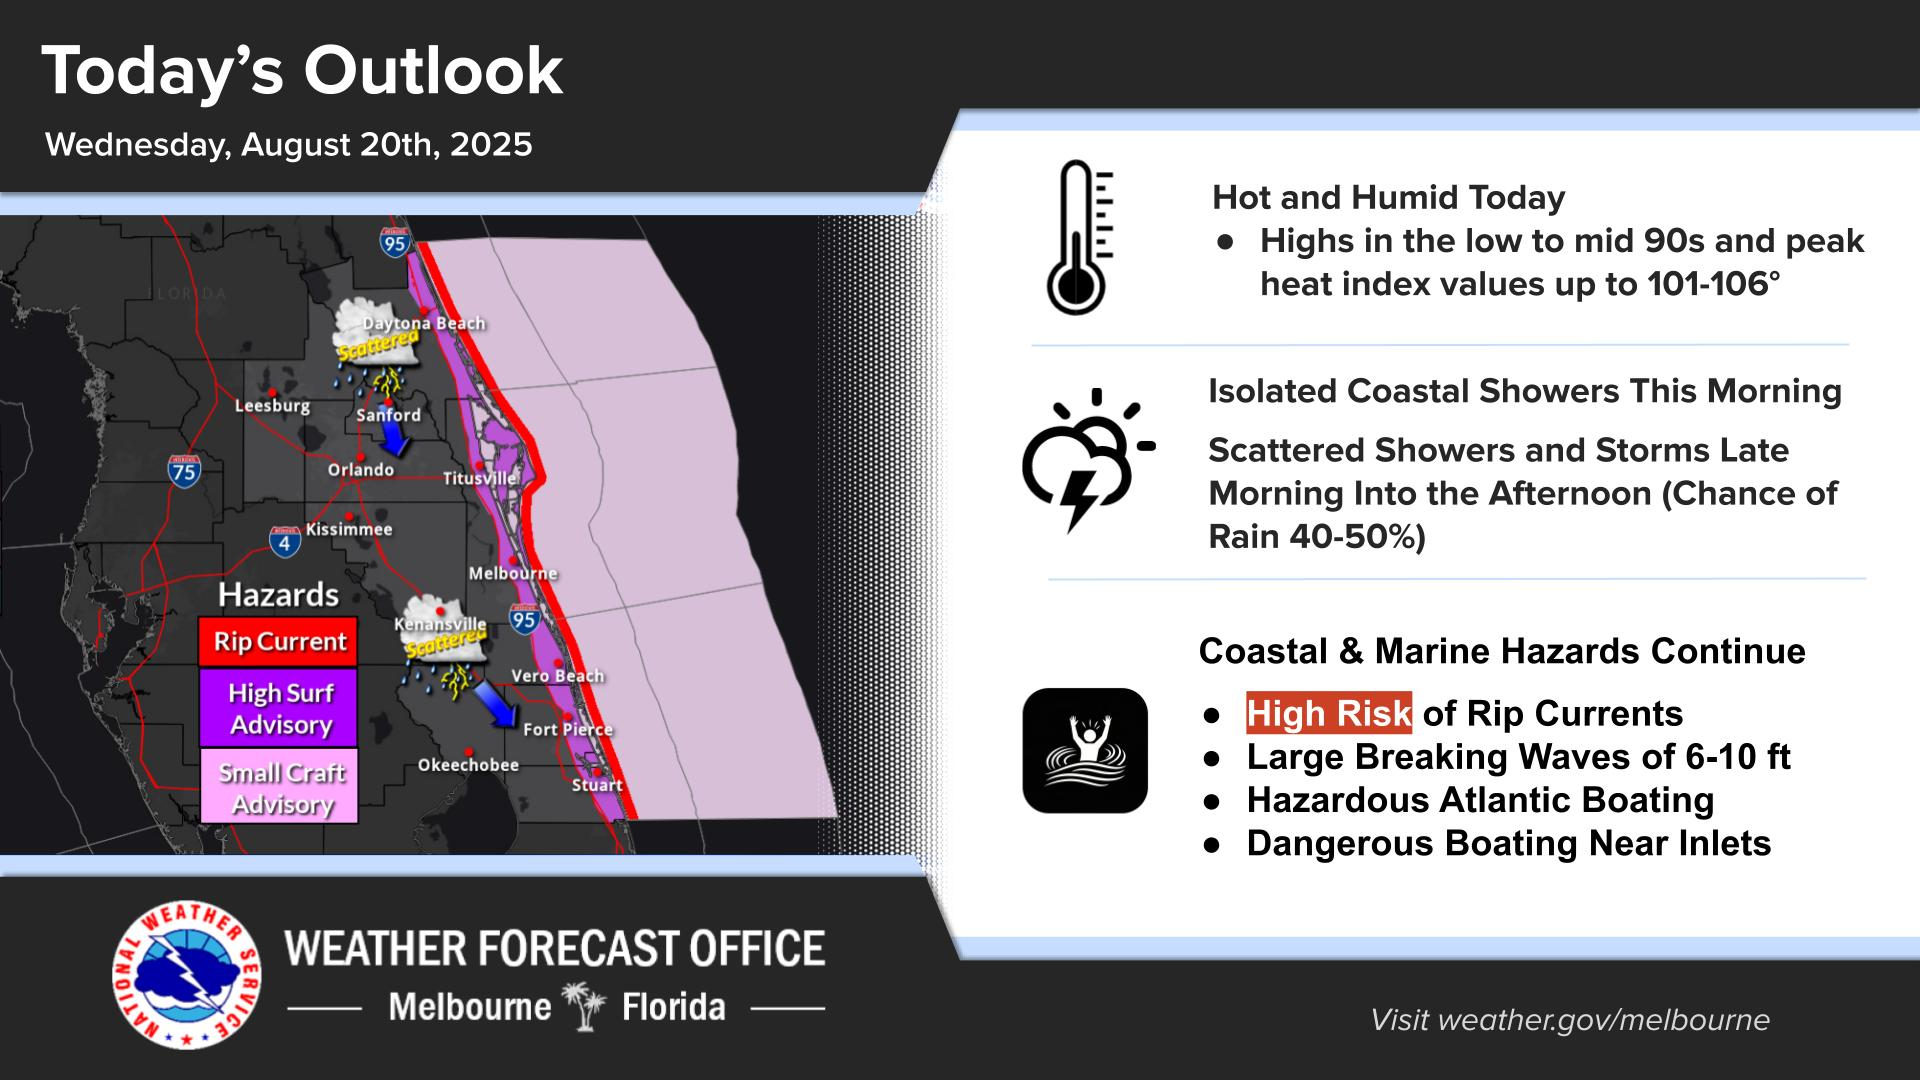 Today's Outlook
Wednesday, August 20th, 2025
95
FLORIDA
Daytona Beach
Scattered
Leesburg
Sanford
75
Orlando
Titusville
4
Kissimmee
Melbourne
Hazards
Rip Current
High Surf
Advisory
Small Craft
Advisory
Kenansville
Scattered
95
Vero Beach
Fort Pierce
Okeechobee
Stuart
Hot and Humid Today
● Highs in the low to mid 90s and peak
heat index values up to 101-106°
Isolated Coastal Showers This Morning
Scattered Showers and Storms Late
Morning Into the Afternoon (Chance of
Rain 40-50%)
Coastal & Marine Hazards Continue
● High Risk of Rip Currents
● Large Breaking Waves of 6-10 ft
● Hazardous Atlantic Boating
● Dangerous Boating Near Inlets
NATIONAL WEATHER SERVICE
WEATHER FORECAST OFFICE
Melbourne Florida
Visit weather.gov/melbourne